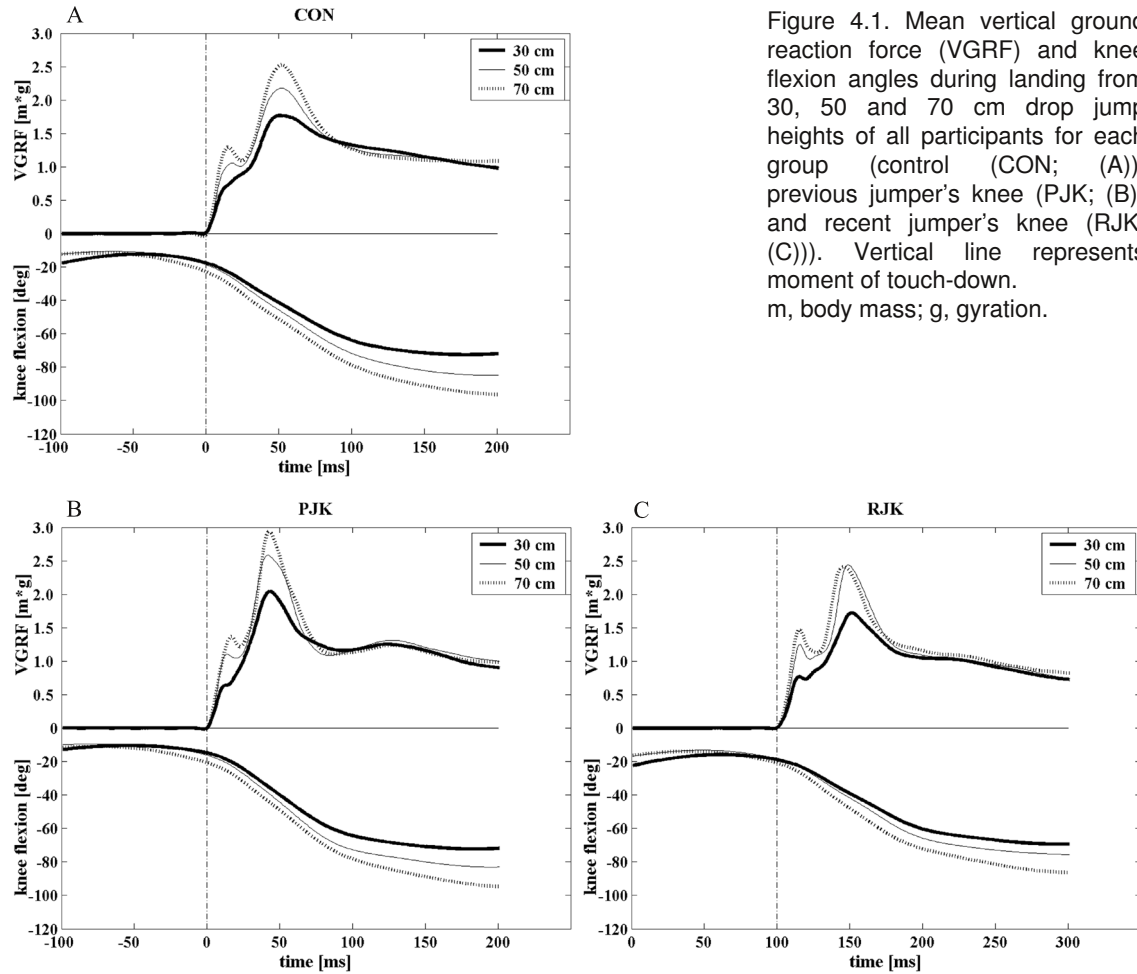 A
CON
3.0
2.5
2.0
1.5
1.0
0.5
0
-20
-40
-60
-80
-100
-120
VGRF [m*g]
knee flexion [deg]
30 cm
50 cm
70 cm
-100 -50 0 50 100 150 200
time [ms]
Figure 4.1. Mean vertical ground
reaction force (VGRF) and knee
flexion angles during landing from
30, 50 and 70 cm drop jump
heights of all participants for each
group (control (CON; (A))
previous jumper's knee (PJK; (B)
and recent jumper's knee (RJK
(C))). Vertical line represents
moment of touch-down.
m, body mass; g, gyration.
B
PJK
3.0
2.5
2.0
1.5
1.0
0.5
0
-20
-40
-60
-80
-100
-120
VGRF [m*g]
knee flexion [deg]
30 cm
50 cm
70 cm
-100 -50 0 50 100 150 200
time [ms]
C
RJK
3.0
2.5
2.0
1.5
1.0
0.5
0
-20
-40
-60
-80
-100
-120
VGRF [m*g]
knee flexion [deg]
30 cm
50 cm
70 cm
0 50 100 150 200 250 300
time [ms]